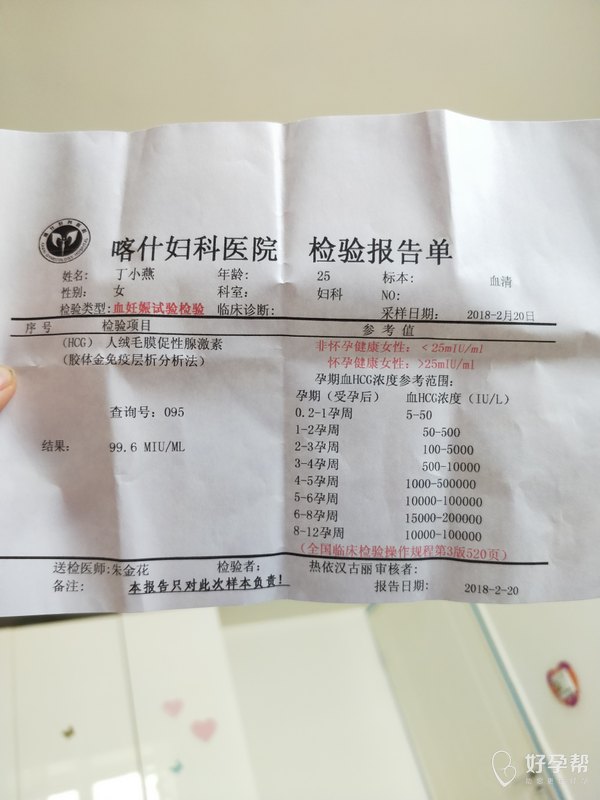 喀什妇科医院 检验报告单
姓名: 丁小燕 年龄: 25 标本: 血清
性别: 女 科室: 妇科 NO:
检验类型:血妊娠试验检验 临床诊断: 采样日期: 2018-2月20日
序号 检验项目 参考值
(HCG) 人绒毛膜促性腺激素 非怀孕健康女性:<25mIU/ml
(胶体金免疫层析分析法) 怀孕健康女性:>25mIU/ml
孕期血HCG浓度参考范围:
孕期(受孕后) 血HCG浓度(IU/L)
查询号: 095 0.2-1孕周 5-50
1-2孕周 50-500
结果: 99.6 MIU/ML 2-3孕周 100-5000
3-4孕周 500-10000
4-5孕周 1000-500000
5-6孕周 10000-100000
6-8孕周 15000-200000
8-12孕周 10000-100000
(全国临床检验操作规程第3版520页)
送检医师:朱金花 检验者: 热依汉古丽审核者:
备注: 本报告只对此次样本负责! 报告日期: 2018-2-20
好孕帮